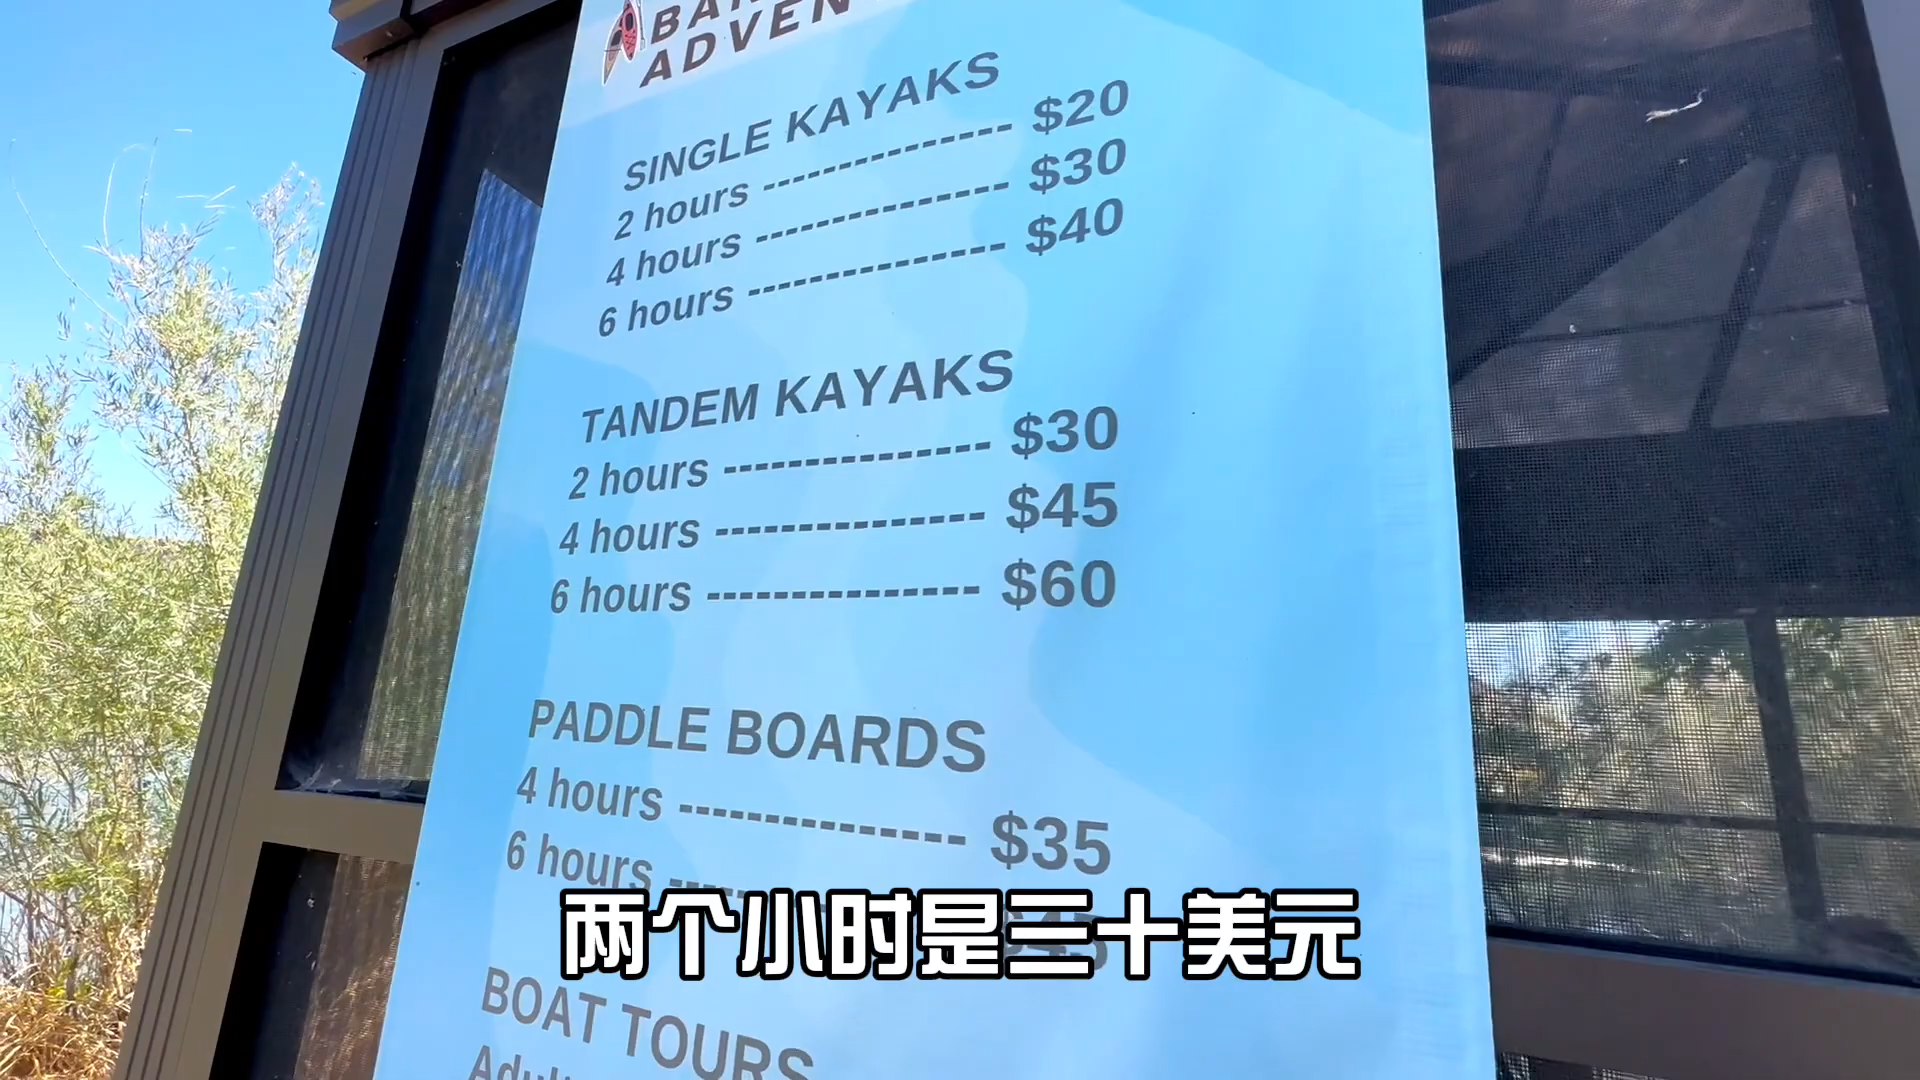 SINGLE KAYAKS
2 hours -------------- $20
4 hours -------------- $30
6 hours -------------- $40
TANDEM KAYAKS
2 hours -------------- $30
4 hours -------------- $45
6 hours -------------- $60
PADDLE BOARDS
4 hours -------------- $35
6 hours
两个小时是三十美元
BOAT TOURS